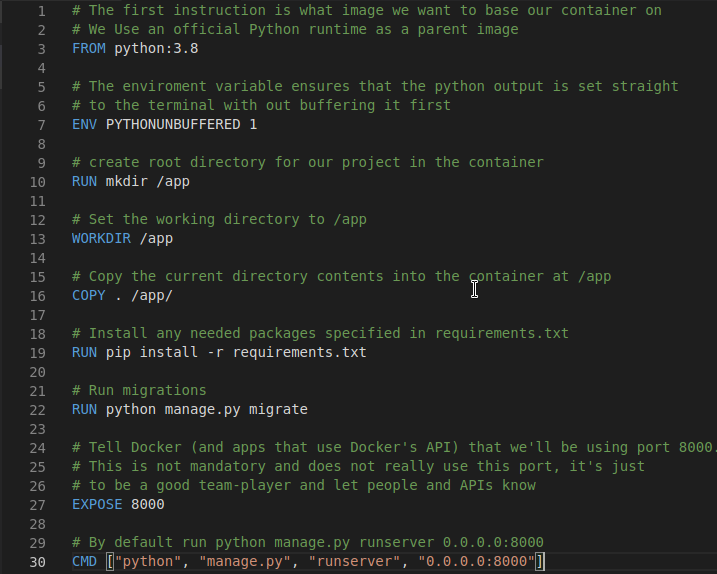 1 # The first instruction is what image we want to base our container on
2 # We Use an official Python runtime as a parent image
3 FROM python:3.8
4
5 # The enviroment variable ensures that the python output is set straight
6 # to the terminal with out buffering it first
7 ENV PYTHONUNBUFFERED 1
8
9 # create root directory for our project in the container
10 RUN mkdir /app
11
12 # Set the working directory to /app
13 WORKDIR /app
14
15 # Copy the current directory contents into the container at /app
16 COPY . /app/
17
18 # Install any needed packages specified in requirements.txt
19 RUN pip install -r requirements.txt
20
21 # Run migrations
22 RUN python manage.py migrate
23
24 # Tell Docker (and apps that use Docker's API) that we'll be using port 8000.
25 # This is not mandatory and does not really use this port, it's just
26 # to be a good team-player and let people and APIs know
27 EXPOSE 8000
28
29 # By default run python manage.py runserver 0.0.0.0:8000
30 CMD ["python", "manage.py", "runserver", "0.0.0.0:8000"]